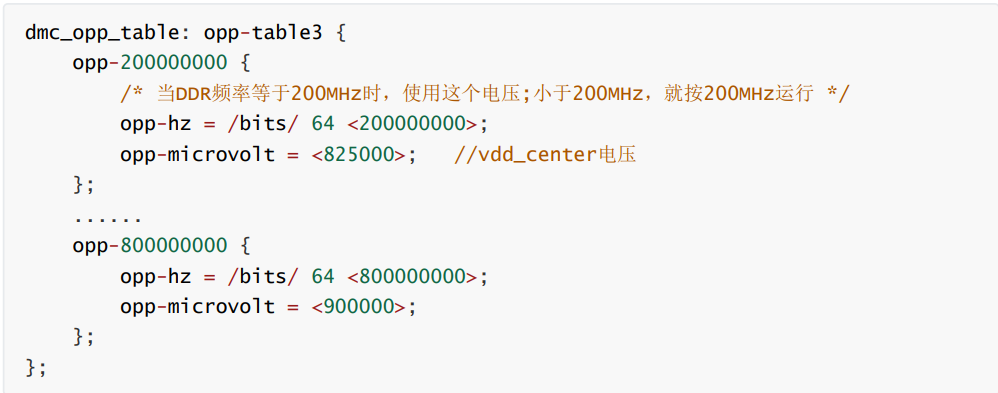 dmc_opp_table: opp-table3 {
    opp-200000000 {
        /* 当DDR频率等于200MHz时，使用这个电压;小于200MHz，就按200MHz运行 */
        opp-hz = /bits/ 64 <200000000>;
        opp-microvolt = <825000>;   //vdd_center电压
    };
    ......
    opp-800000000 {
        opp-hz = /bits/ 64 <800000000>;
        opp-microvolt = <900000>;
    };
};